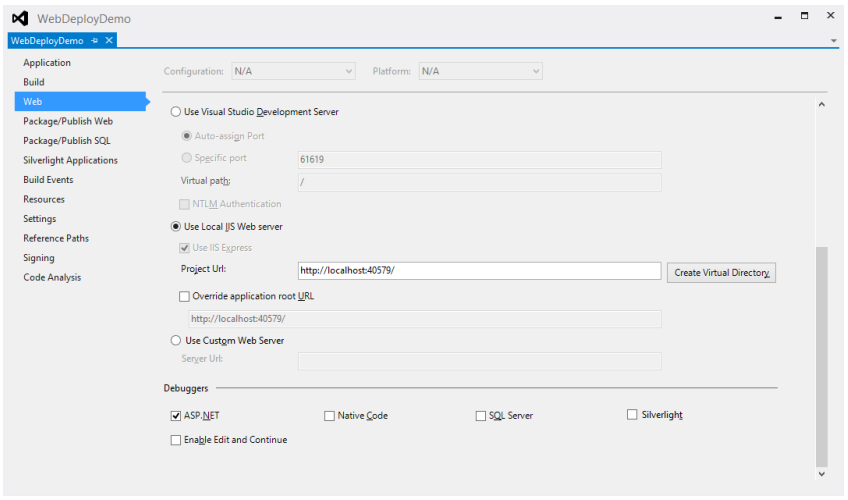 WebDeployDemo
WebDeployDemo
Application
Build
Web
Package/Publish Web
Package/Publish SQL
Silverlight Applications
Build Events
Resources
Settings
Reference Paths
Signing
Code Analysis
Configuration: N/A Platform: N/A
Use Visual Studio Development Server
Auto-assign Port
Specific port 61619
Virtual path: /
NTLM Authentication
Use Local IIS Web server
Use IIS Express
Project Url: http://localhost:40579/ Create Virtual Directory
Override application root URL
http://localhost:40579/
Use Custom Web Server
Server Url:
Debuggers
ASP.NET Native Code SQL Server Silverlight
Enable Edit and Continue